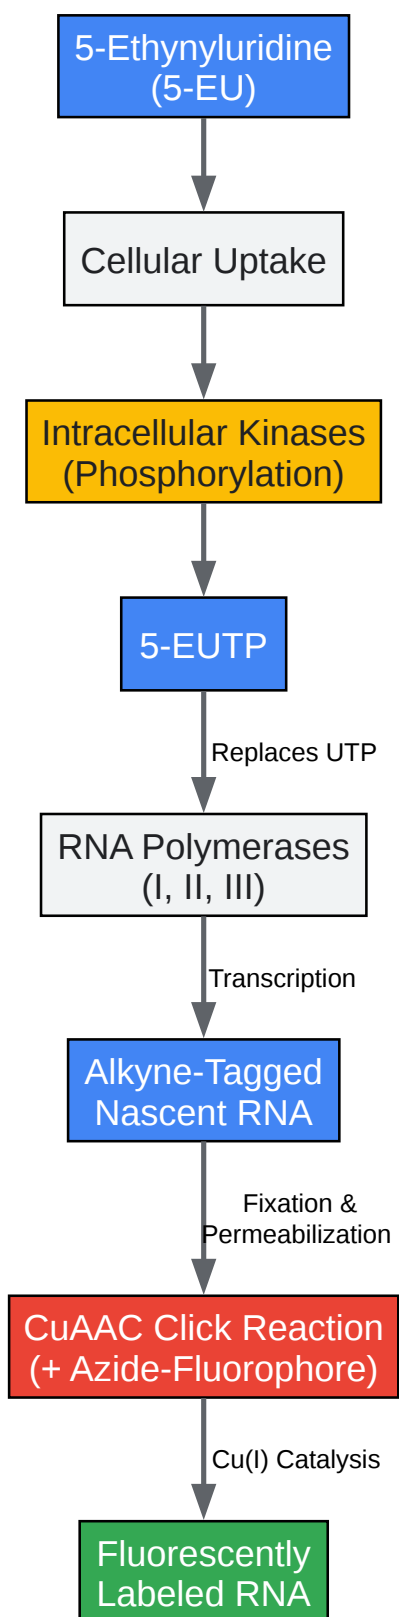 5-Ethynyluridine
(5-EU)
Cellular Uptake
Intracellular Kinases
(Phosphorylation)
5-EUTP
Replaces UTP
RNA Polymerases
(I, II, III)
Transcription
Alkyne-Tagged
Nascent RNA
Fixation &
Permeabilization
CuAAC Click Reaction
(+ Azide-Fluorophore)
Cu(I) Catalysis
Fluorescently
Labeled RNA